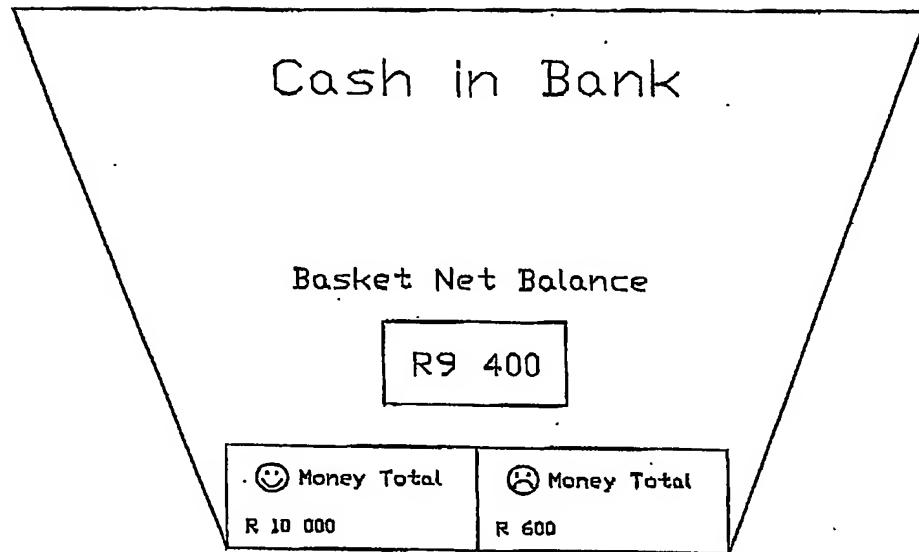 Cash in Bank
Basket Net Balance
R9 400
Money Total
R 10 000
Money Total
R 600